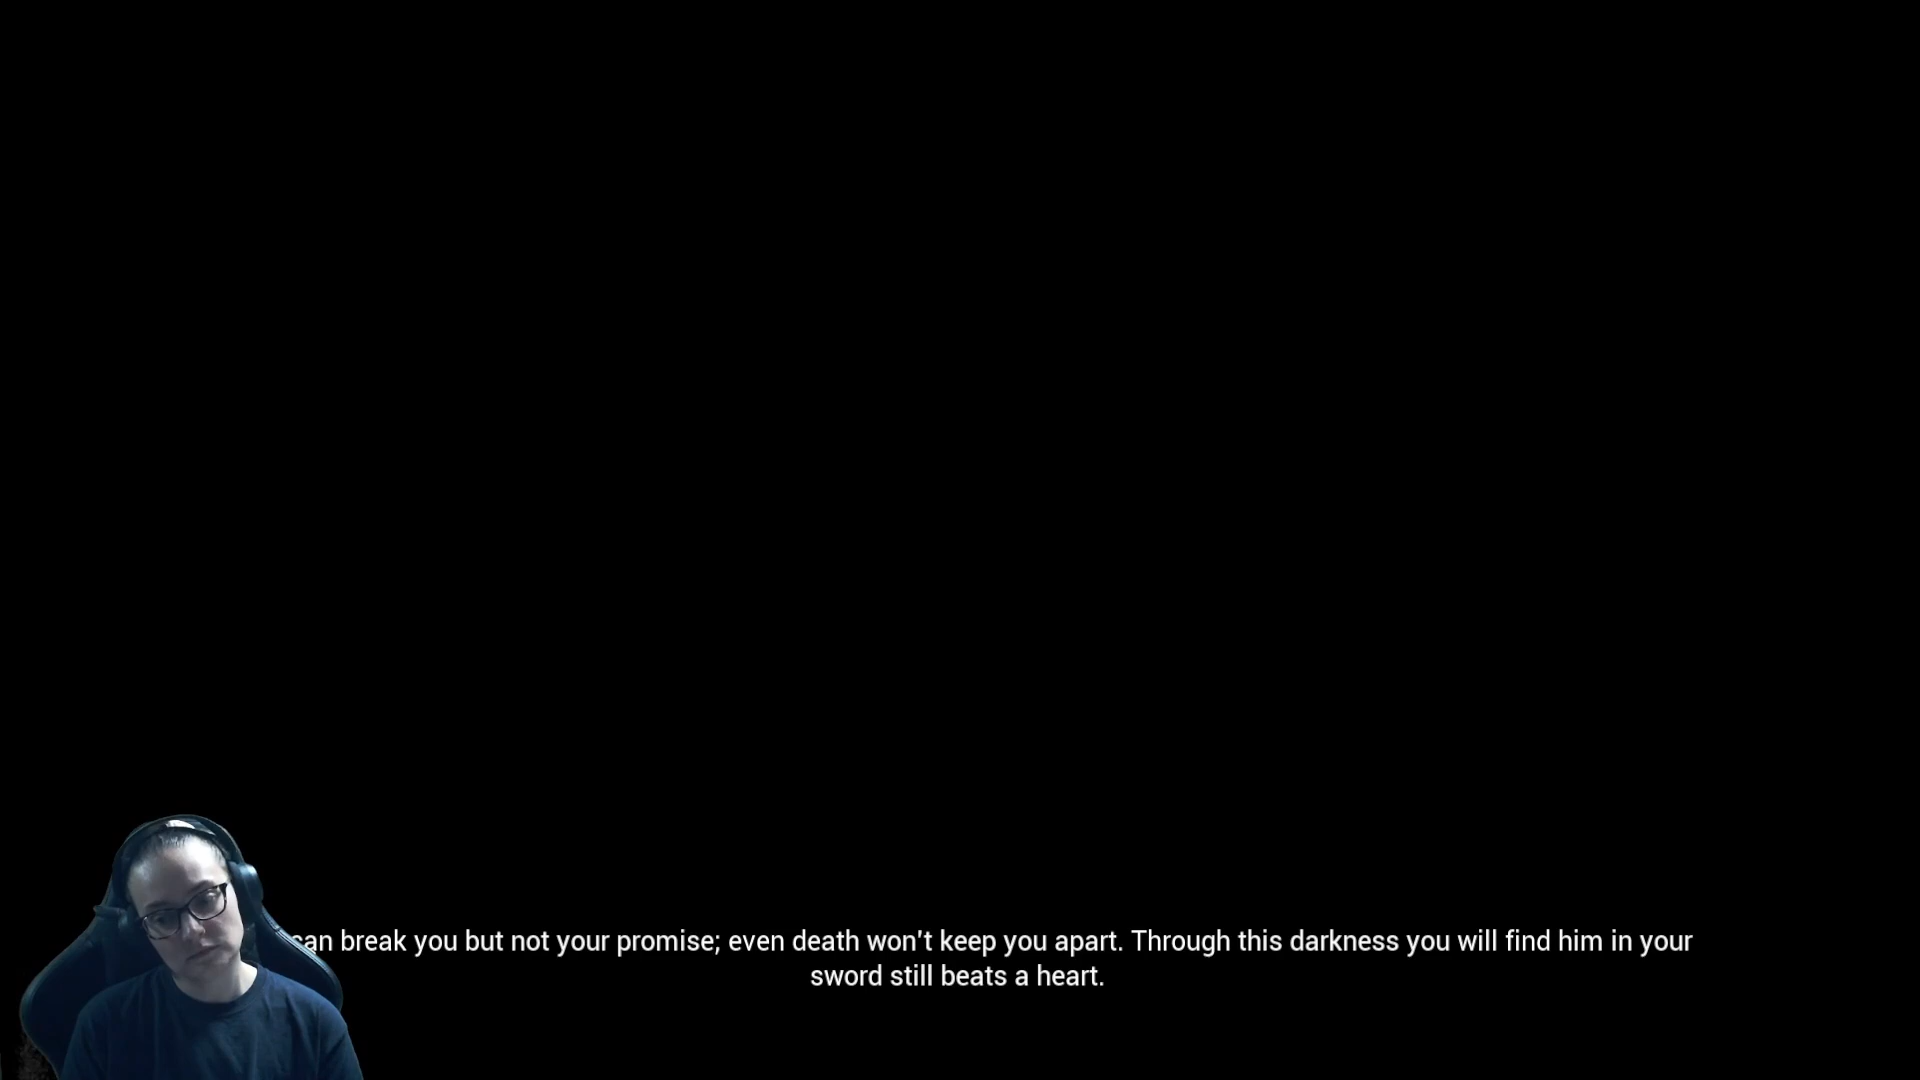 can break you but not your promise; even death won't keep you apart. Through this darkness you will find him in your
sword still beats a heart.